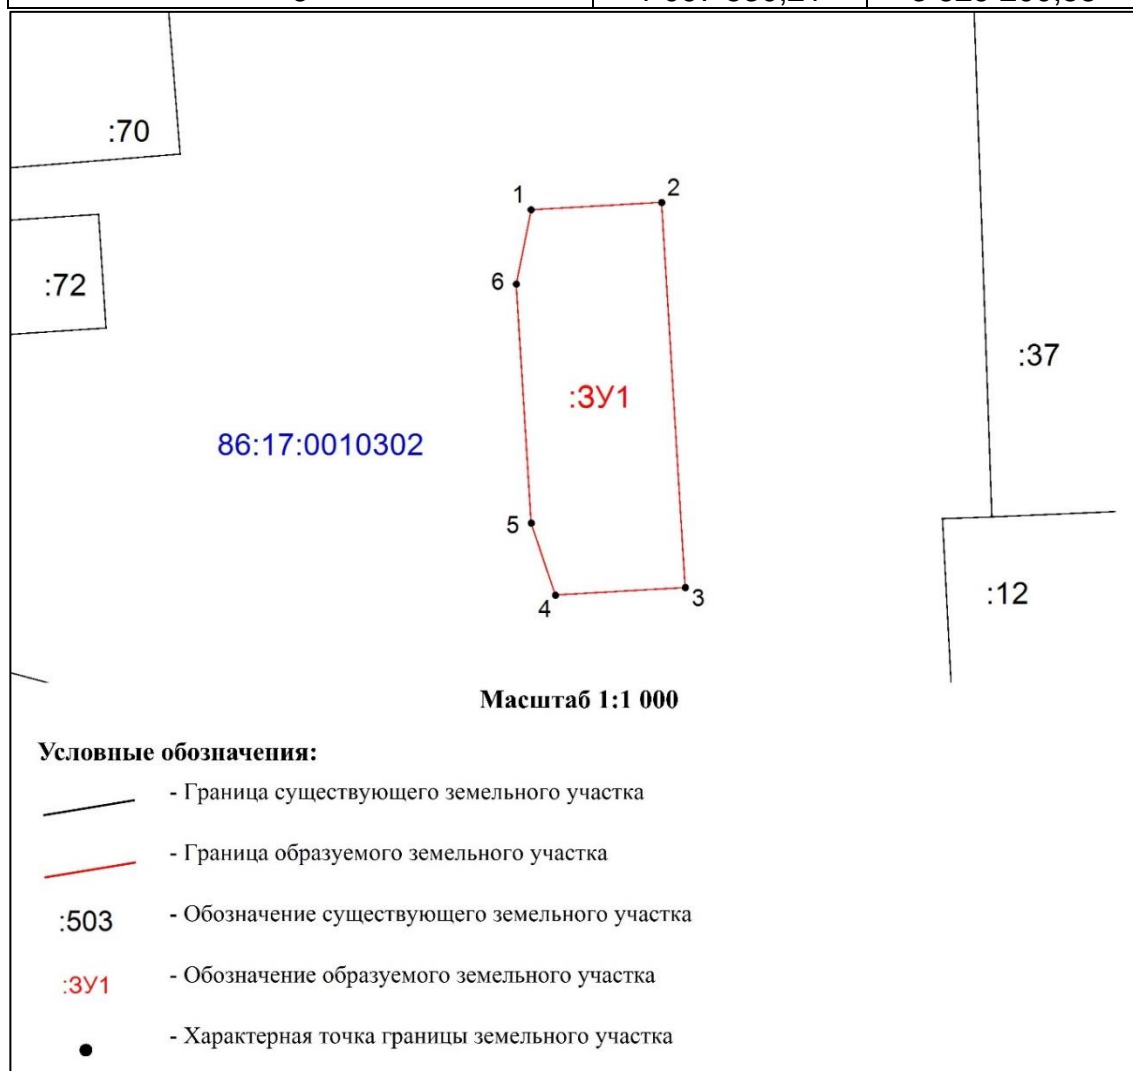 :70
1
2
6
:72
:37
:ЗУ1
86:17:0010302
5
:12
4
3
Масштаб 1:1 000
Условные обозначения:
- Граница существующего земельного участка
- Граница образуемого земельного участка
:503 - Обозначение существующего земельного участка
:ЗУ1 - Обозначение образуемого земельного участка
- Характерная точка границы земельного участка